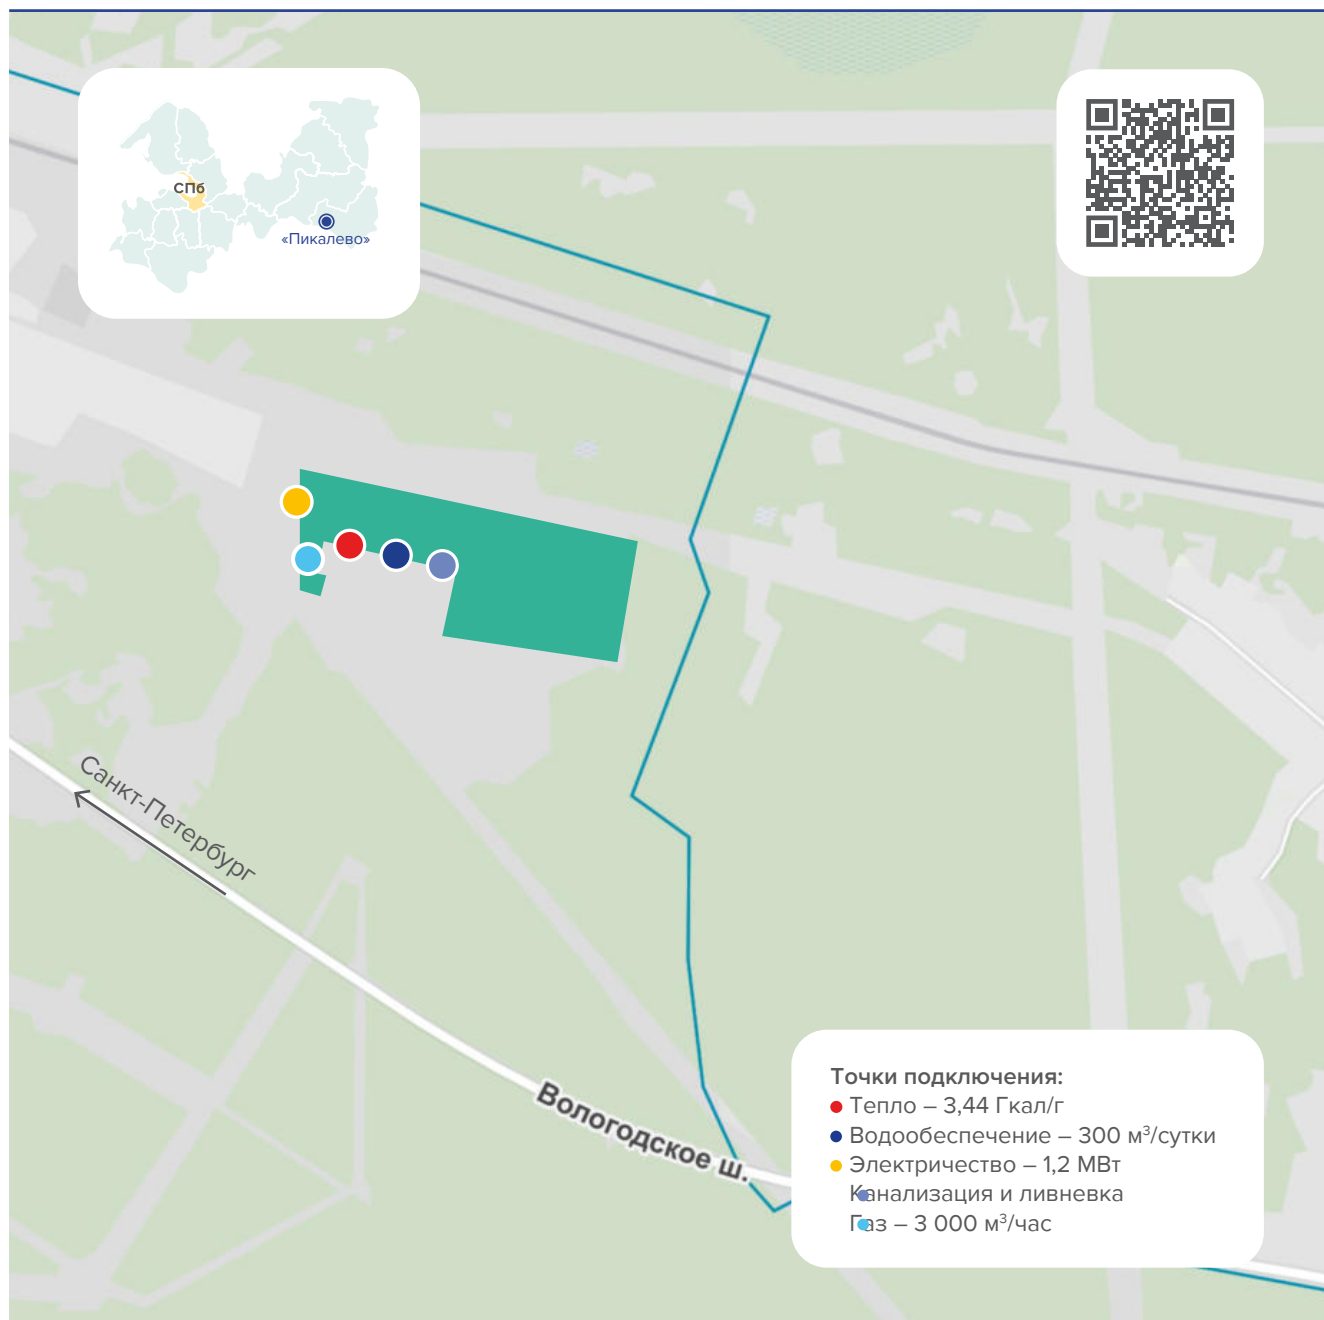 СПб
«Пикалево»
Санкт-Петербург
Вологодское ш.
Точки подключения:
Тепло – 3,44 Гкал/г
Водообеспечение – 300 м³/сутки
Электричество – 1,2 МВт
Канализация и ливневка
Газ – 3 000 м³/час